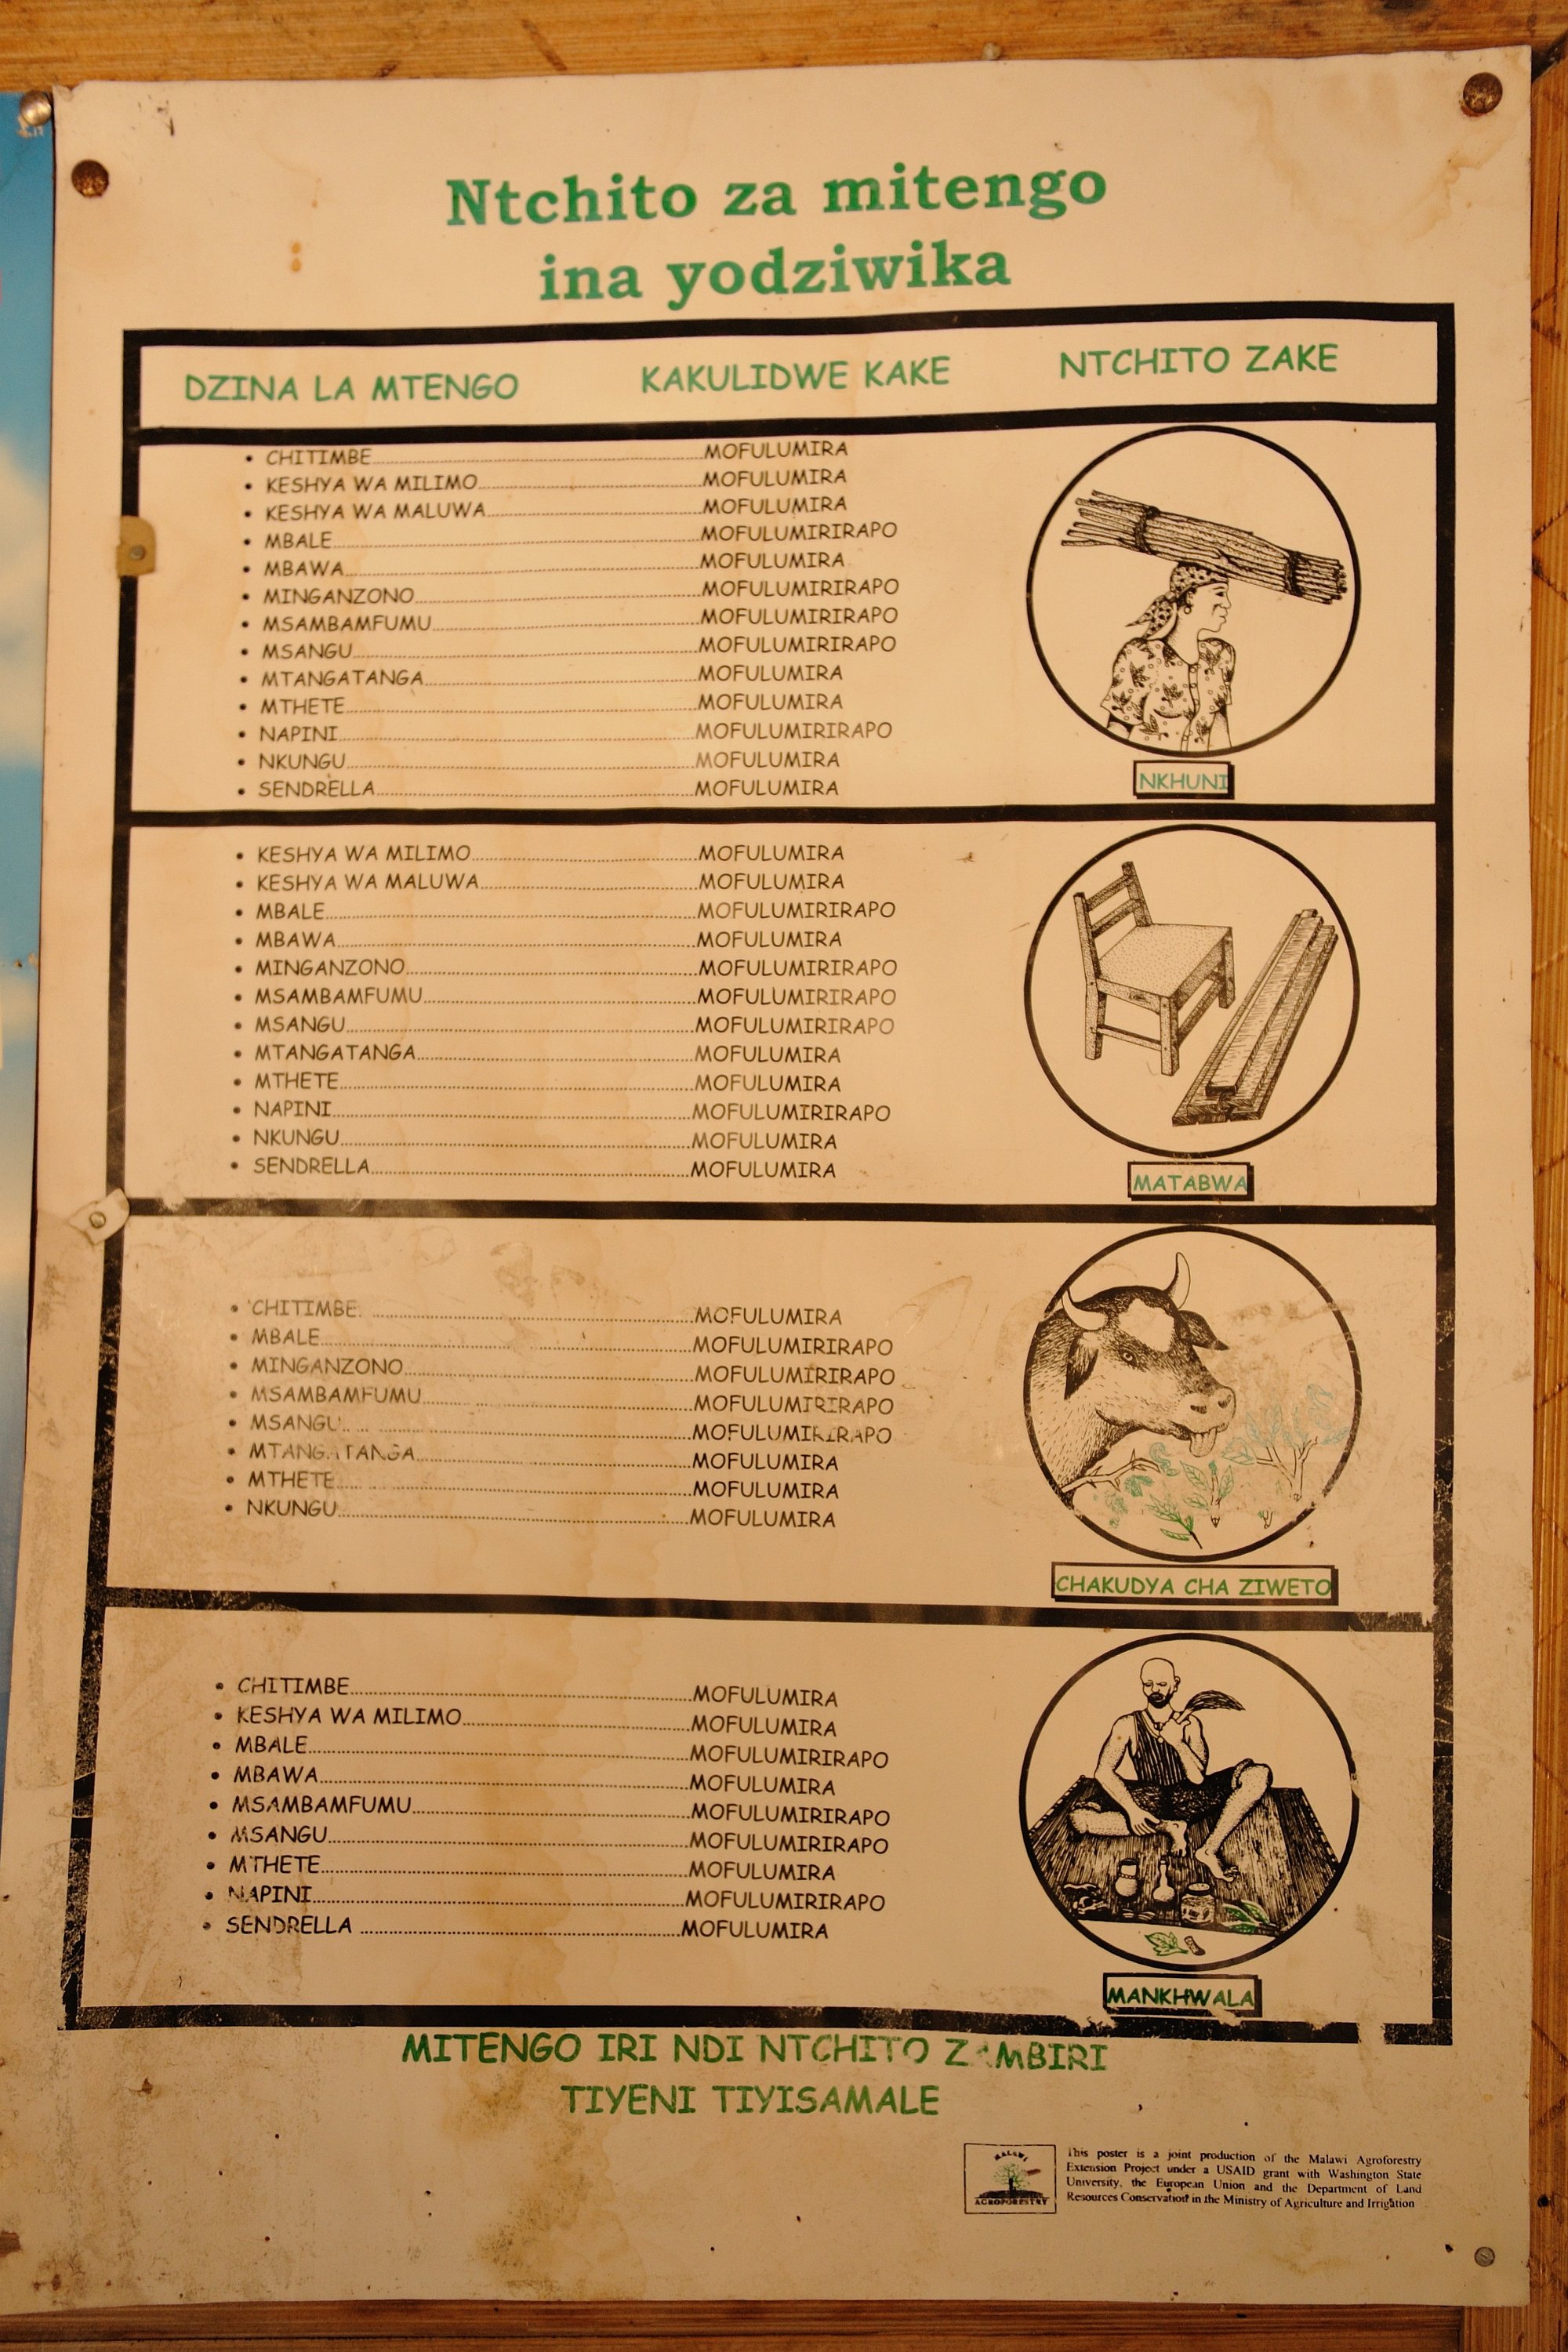 Ntchito za mitengo
ina yodziwika
DZINA LA MTENGO KAKULIDWE KAKE NTCHITO ZAKE
• CHITIMBE........MOFULUMIRA
• KESHYA WA MILIMO........MOFULUMIRA
• KESHYA WA MALUWA........MOFULUMIRA
• MBALE........MOFULUMIRIRAPO
• MBAWA........MOFULUMIRA
• MINGANZONO........MOFULUMIRIRAPO
• MSAMBAMFUMU........MOFULUMIRIRAPO
• MSANGU........MOFULUMIRIRAPO
• MTANGATANGA........MOFULUMIRA
• MTHETE........MOFULUMIRA
• NAPINI........MOFULUMIRIRAPO
• NKUNGU........MOFULUMIRA
• SENDRELLA........MOFULUMIRA
NKHUNI
• KESHYA WA MILIMO........MOFULUMIRA
• KESHYA WA MALUWA........MOFULUMIRA
• MBALE........MOFULUMIRIRAPO
• MBAWA........MOFULUMIRA
• MINGANZONO........MOFULUMIRIRAPO
• MSAMBAMFUMU........MOFULUMIRIRAPO
• MSANGU........MOFULUMIRIRAPO
• MTANGATANGA........MOFULUMIRA
• MTHETE........MOFULUMIRA
• NAPINI........MOFULUMIRIRAPO
• NKUNGU........MOFULUMIRA
• SENDRELLA........MOFULUMIRA
MATABWA
• CHITIMBE........MOFULUMIRA
• MBALE........MOFULUMIRIRAPO
• MINGANZONO........MOFULUMIRIRAPO
• MSAMBAMFUMU........MOFULUMIRIRAPO
• MSANGU........MOFULUMIRIRAPO
• MTANGATANGA........MOFULUMIRA
• MTHETE........MOFULUMIRA
• NKUNGU........MOFULUMIRA
CHAKUDYA CHA ZIWETO
• CHITIMBE........MOFULUMIRA
• KESHYA WA MILIMO........MOFULUMIRA
• MBALE........MOFULUMIRIRAPO
• MBAWA........MOFULUMIRA
• MSAMBAMFUMU........MOFULUMIRIRAPO
• MSANGU........MOFULUMIRIRAPO
• MTHETE........MOFULUMIRA
• NAPINI........MOFULUMIRIRAPO
• SENDRELLA ........MOFULUMIRA
MANKHWALA
MITENGO IRI NDI NTCHITO ZAMBIRI
TIYENI TIYISAMALE
MALAWI
AGROFORESTRY
This poster is a joint production of the Malawi Agroforestry
Extension Project under a USAID grant with Washington State
University, the European Union and the Department of Land
Resources Conservation in the Ministry of Agriculture and Irrigation